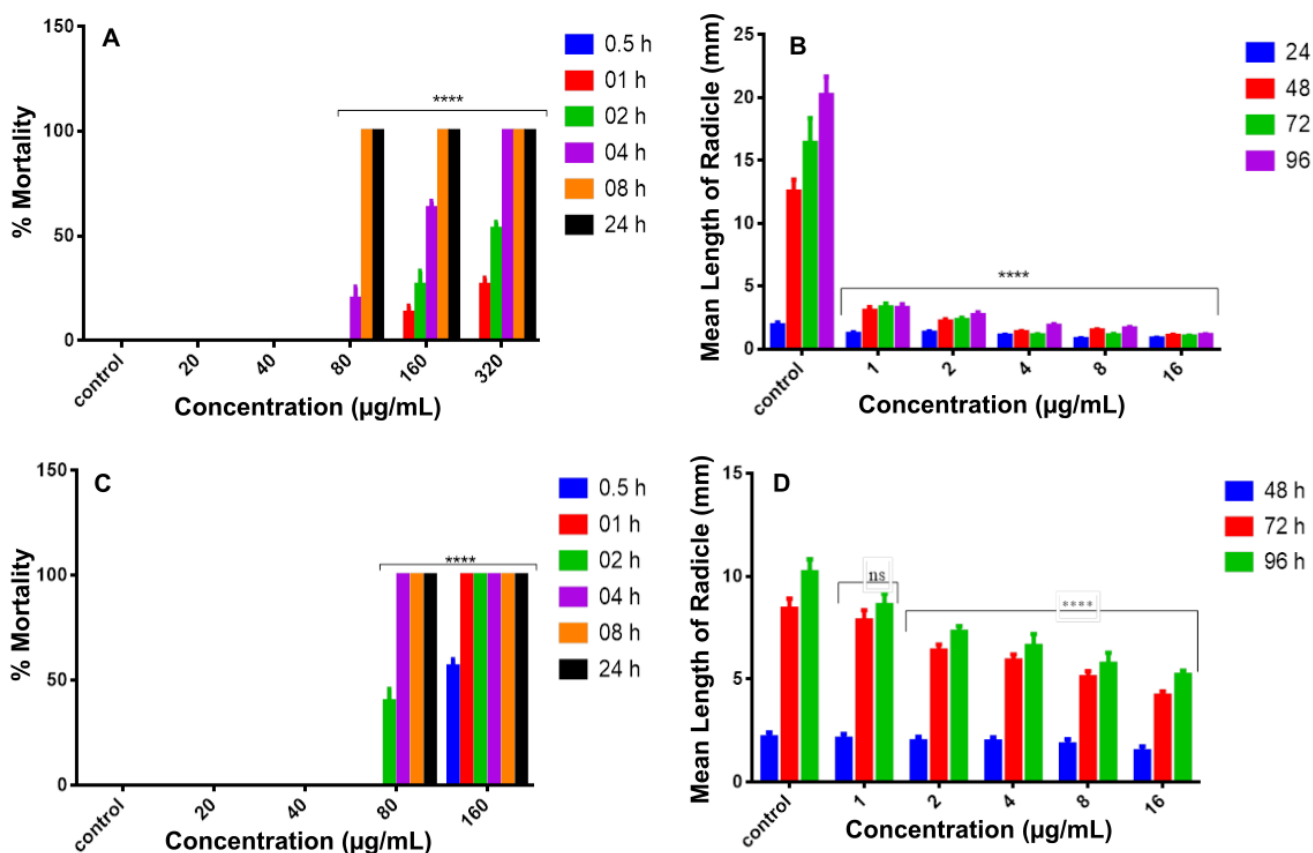 A
% Mortality
150
100
50
0
****
control
20
40
80
160
320
Concentration (µg/mL)
0.5 h
01 h
02 h
04 h
08 h
24 h
B
Mean Length of Radicle (mm)
25
20
15
10
5
0
****
control
1
2
4
8
16
Concentration (µg/mL)
24
48
72
96
C
% Mortality
150
100
50
0
****
control
20
40
80
160
Concentration (µg/mL)
0.5 h
01 h
02 h
04 h
08 h
24 h
D
Mean Length of Radicle (mm)
15
10
5
0
ns
****
control
1
2
4
8
16
Concentration (µg/mL)
48 h
72 h
96 h